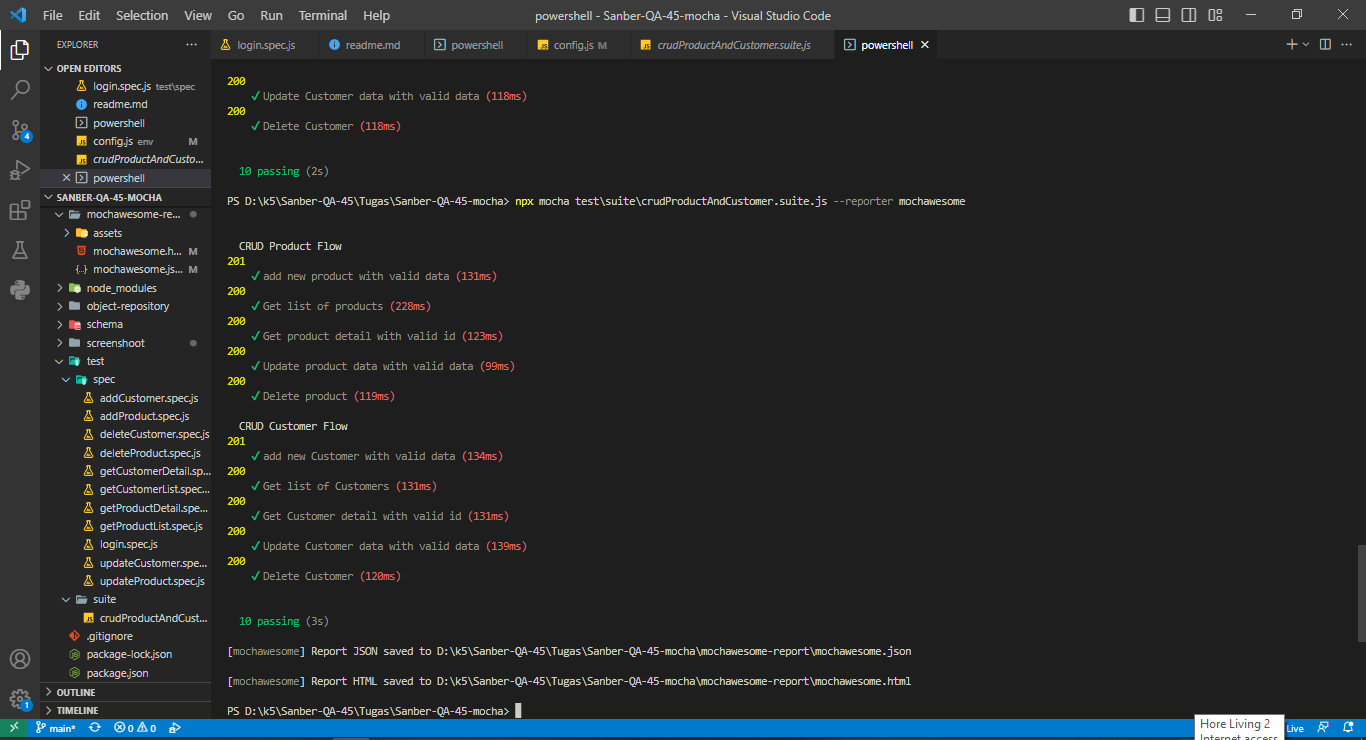 File Edit Selection View Go Run Terminal Help
powershell - Sanber-QA-45-mocha - Visual Studio Code
EXPLORER
OPEN EDITORS
login.spec.js test\spec
readme.md
powershell
config.js env M
crudProductAndCusto...
powershell
SANBER-QA-45-MOCHA
mochawesome-re...
assets
mochawesome.h... M
mochawesome.js... M
node_modules
object-repository
schema
screenshoot
test
spec
addCustomer.spec.js
addProduct.spec.js
deleteCustomer.spec.js
deleteProduct.spec.js
getCustomerDetail.sp...
getCustomerList.spec...
getProductDetail.spe...
getProductList.spec.js
login.spec.js
updateCustomer.spe...
updateProduct.spec.js
suite
crudProductAndCust...
.gitignore
package-lock.json
package.json
OUTLINE
TIMELINE
login.spec.js readme.md powershell config.js M crudProductAndCustomer.suite.js powershell
200
✓ Update Customer data with valid data (118ms)
200
✓ Delete Customer (118ms)
10 passing (2s)
PS D:\k5\Sanber-QA-45\Tugas\Sanber-QA-45-mocha> npx mocha test\suite\crudProductAndCustomer.suite.js --reporter mochawesome
CRUD Product Flow
201
✓ add new product with valid data (131ms)
200
✓ Get list of products (228ms)
200
✓ Get product detail with valid id (123ms)
200
✓ Update product data with valid data (99ms)
200
✓ Delete product (119ms)
CRUD Customer Flow
201
✓ add new Customer with valid data (134ms)
200
✓ Get list of Customers (131ms)
200
✓ Get Customer detail with valid id (131ms)
200
✓ Update Customer data with valid data (139ms)
200
✓ Delete Customer (120ms)
10 passing (3s)
[mochawesome] Report JSON saved to D:\k5\Sanber-QA-45\Tugas\Sanber-QA-45-mocha\mochawesome-report\mochawesome.json
[mochawesome] Report HTML saved to D:\k5\Sanber-QA-45\Tugas\Sanber-QA-45-mocha\mochawesome-report\mochawesome.html
PS D:\k5\Sanber-QA-45\Tugas\Sanber-QA-45-mocha>
4
1
main* 0 0
Hore Living 2
Internet access
Live